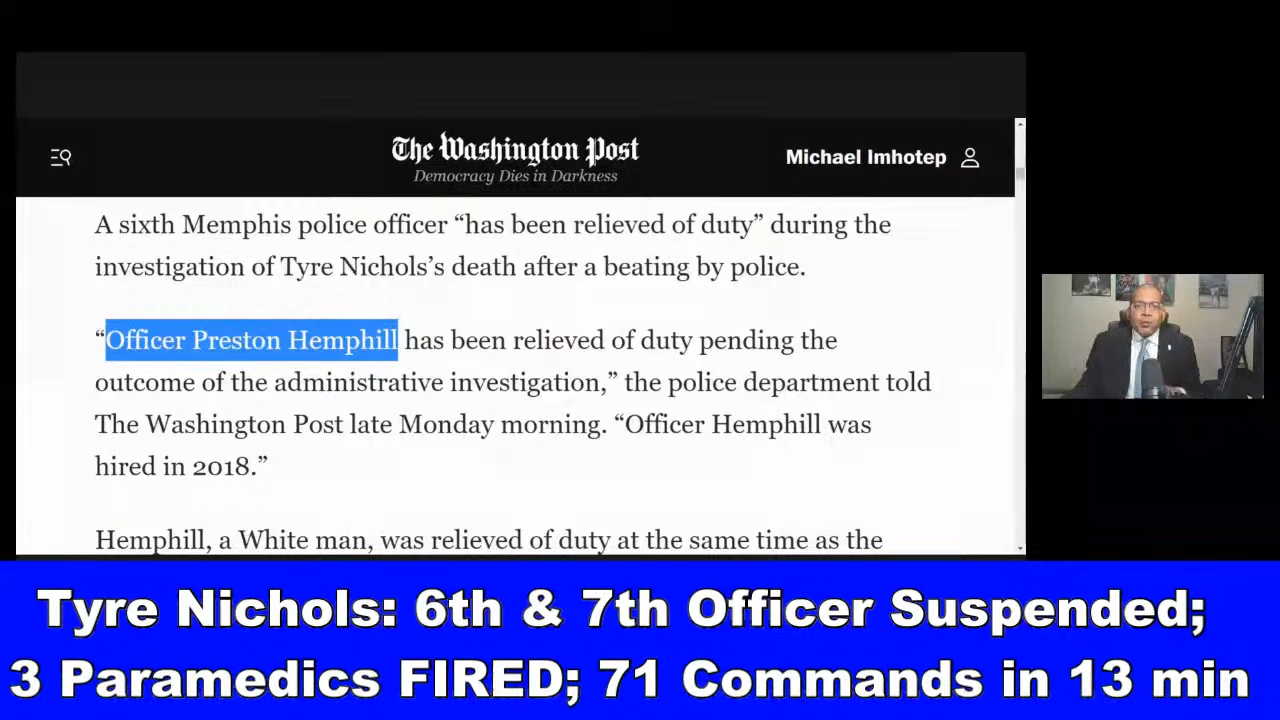 The Washington Post
Democracy Dies in Darkness
Michael Imhotep
A sixth Memphis police officer “has been relieved of duty” during the
investigation of Tyre Nichols’s death after a beating by police.
“Officer Preston Hemphill has been relieved of duty pending the
outcome of the administrative investigation,” the police department told
The Washington Post late Monday morning. “Officer Hemphill was
hired in 2018.”
Hemphill, a White man, was relieved of duty at the same time as the
Tyre Nichols: 6th & 7th Officer Suspended;
3 Paramedics FIRED; 71 Commands in 13 min